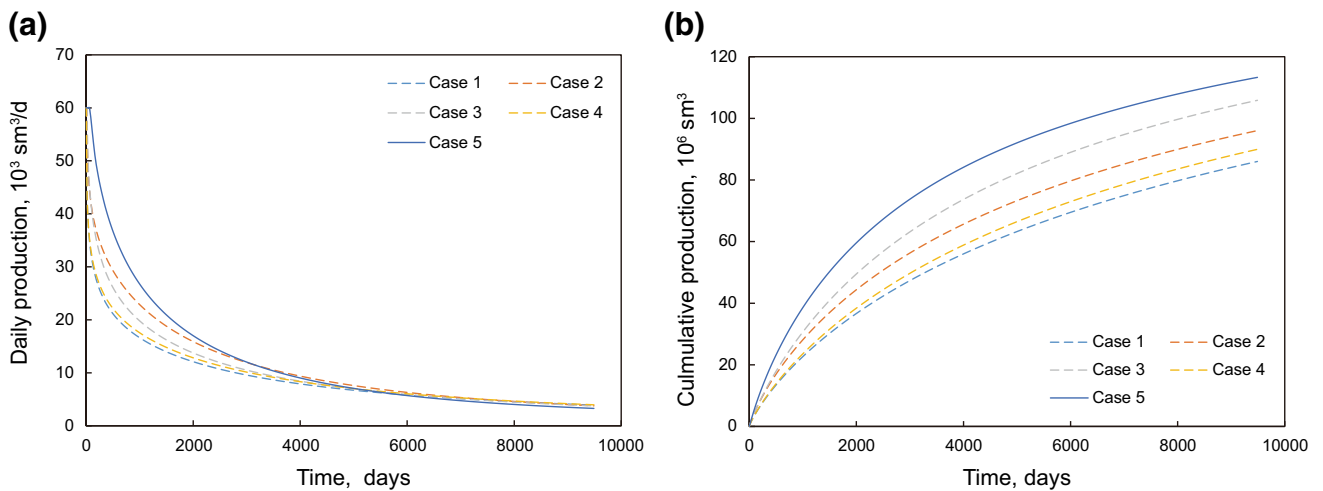 (a)
70
60
50
40
30
20
10
0
Daily production, 10³ sm³/d
Case 1 Case 2
Case 3 Case 4
Case 5
0 2000 4000 6000 8000 10000
Time, days
(b)
120
100
80
60
40
20
0
Culmulative production, 10⁶ sm³
Case 1 Case 2
Case 3 Case 4
Case 5
0 2000 4000 6000 8000 10000
Time, days